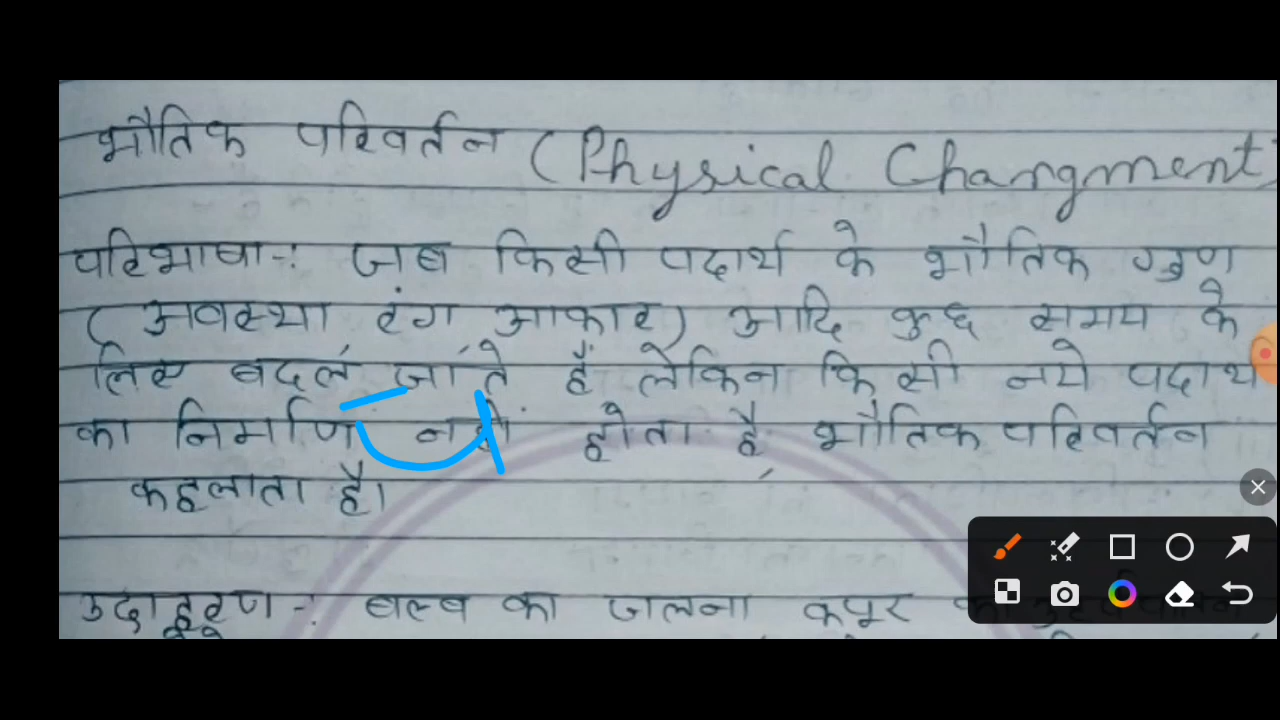 भौतिक परिवर्तन (Physical Changment)
परिभाषा-: जब किसी पदार्थ के भौतिक गुण
(अवस्था रंग आकार) आदि कुछ समय के
लिए बदल जाते हैं लेकिन किसी नये पदार्थ
का निर्माण नही होता है, भौतिक परिवर्तन
कहलाता है।
उदाहरण -: बल्ब का जलना कपूर का